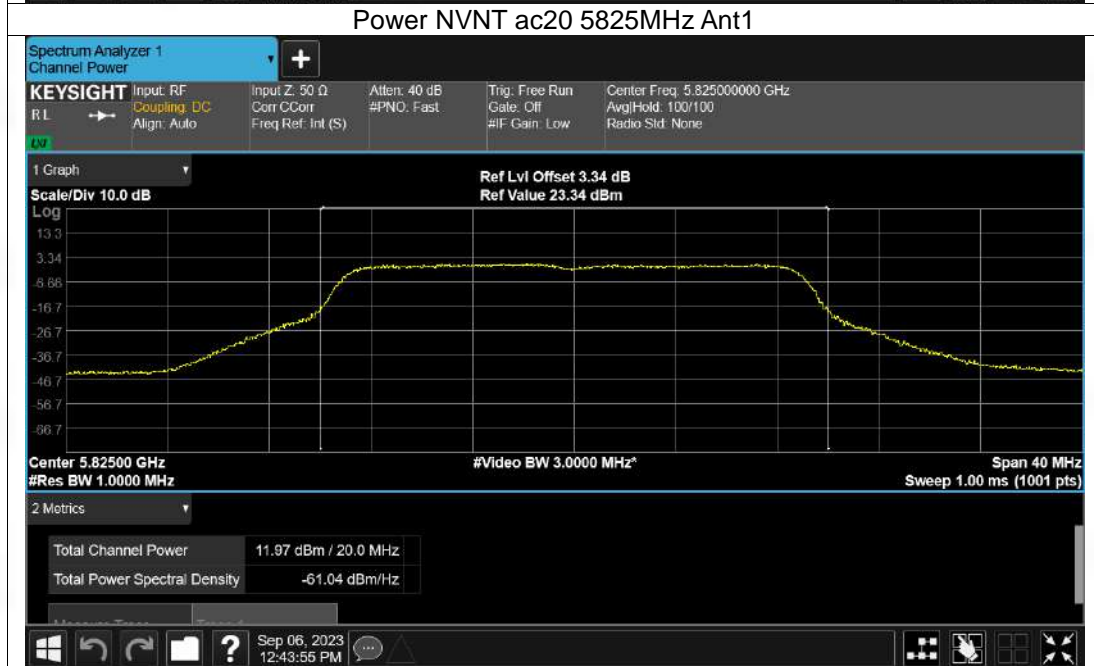 Power NVNT ac20 5825MHz Ant1
Spectrum Analyzer 1
Channel Power
KEYSIGHT Input: RF Input Z: 50 Ω Atten: 40 dB Trig: Free Run Center Freq: 5.825000000 GHz
RL Coupling: DC Corr CCorr #PNO: Fast Gate: Off Avg|Hold: 100/100
Align: Auto Freq Ref: Int (S) #IF Gain: Low Radio Std: None
LXI
1 Graph
Ref Lvl Offset 3.34 dB
Scale/Div 10.0 dB Ref Value 23.34 dBm
Log
13.3
3.34
-6.66
-16.7
-26.7
-36.7
-46.7
-56.7
-66.7
Center 5.82500 GHz #Video BW 3.0000 MHz* Span 40 MHz
#Res BW 1.0000 MHz Sweep 1.00 ms (1001 pts)
2 Metrics
Total Channel Power 11.97 dBm / 20.0 MHz
Total Power Spectral Density -61.04 dBm/Hz
?
Sep 06, 2023
12:43:55 PM